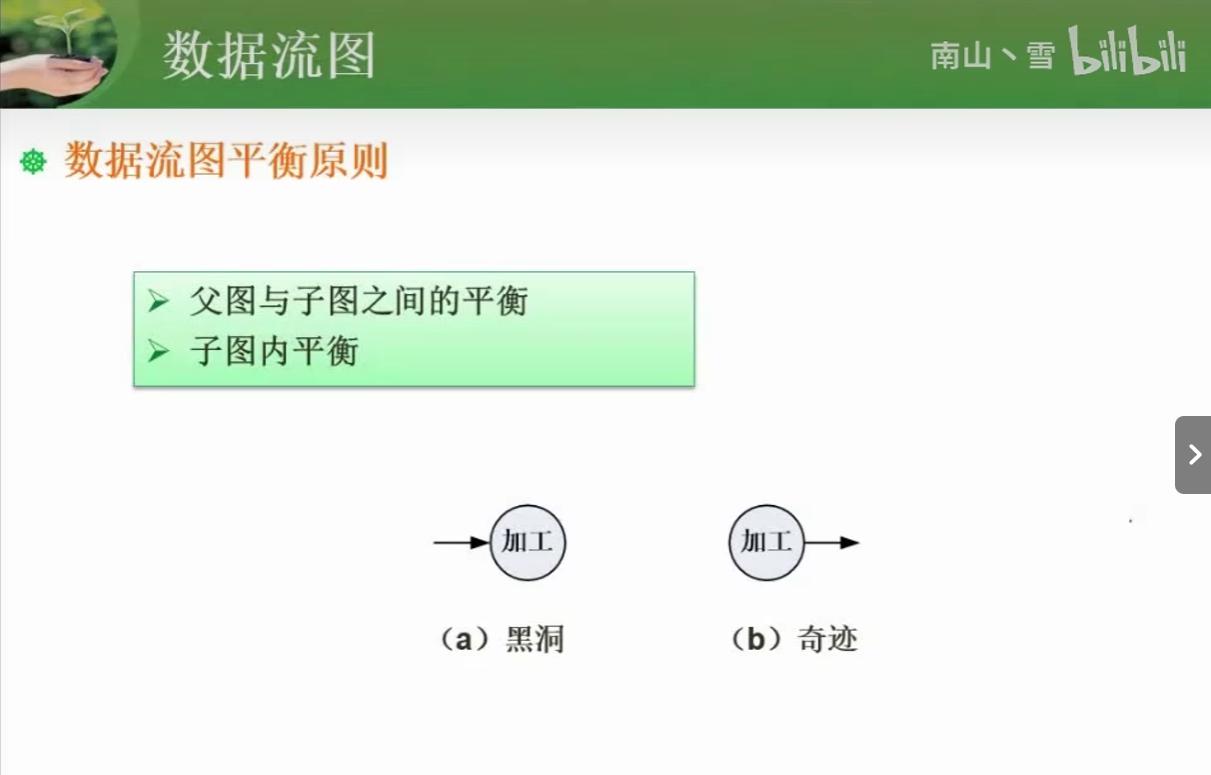 数据流图
南山丶雪 bilibili
数据流图平衡原则
父图与子图之间的平衡
子图内平衡
加工
加工
（a）黑洞
（b）奇迹